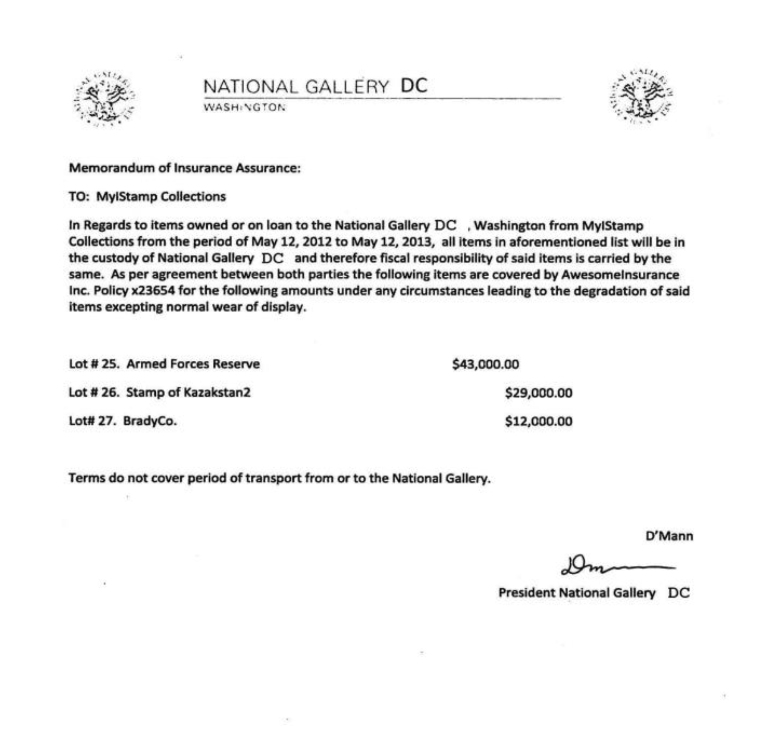 NATIONAL GALLERY DC
WASHINGTON
Memorandum of Insurance Assurance:
TO: MyIStamp Collections
In Regards to items owned or on loan to the National Gallery DC , Washington from MyIStamp
Collections from the period of May 12, 2012 to May 12, 2013, all items in aforementioned list will be in
the custody of National Gallery DC and therefore fiscal responsibility of said items is carried by the
same. As per agreement between both parties the following items are covered by AwesomeInsurance
Inc. Policy x23654 for the following amounts under any circumstances leading to the degradation of said
items excepting normal wear of display.
Lot # 25. Armed Forces Reserve $43,000.00
Lot # 26. Stamp of Kazakstan2 $29,000.00
Lot# 27. BradyCo. $12,000.00
Terms do not cover period of transport from or to the National Gallery.
D'Mann
Dm
President National Gallery DC